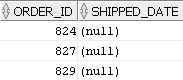 ORDER_ID SHIPPED_DATE
824 (null)
827 (null)
829 (null)